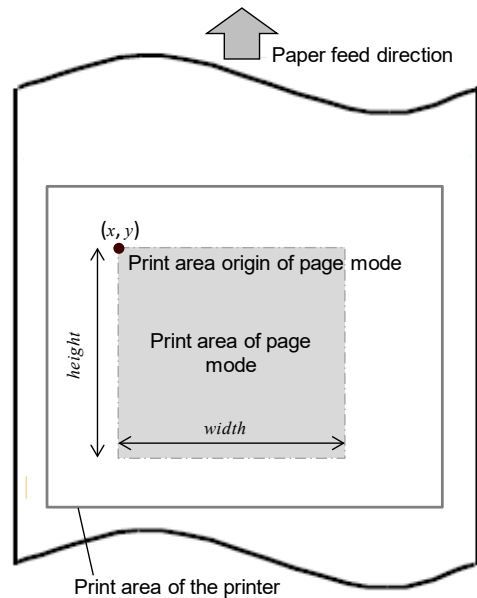 Paper feed direction
(x, y)
Print area origin of page mode
height
Print area of page
mode
width
Print area of the printer